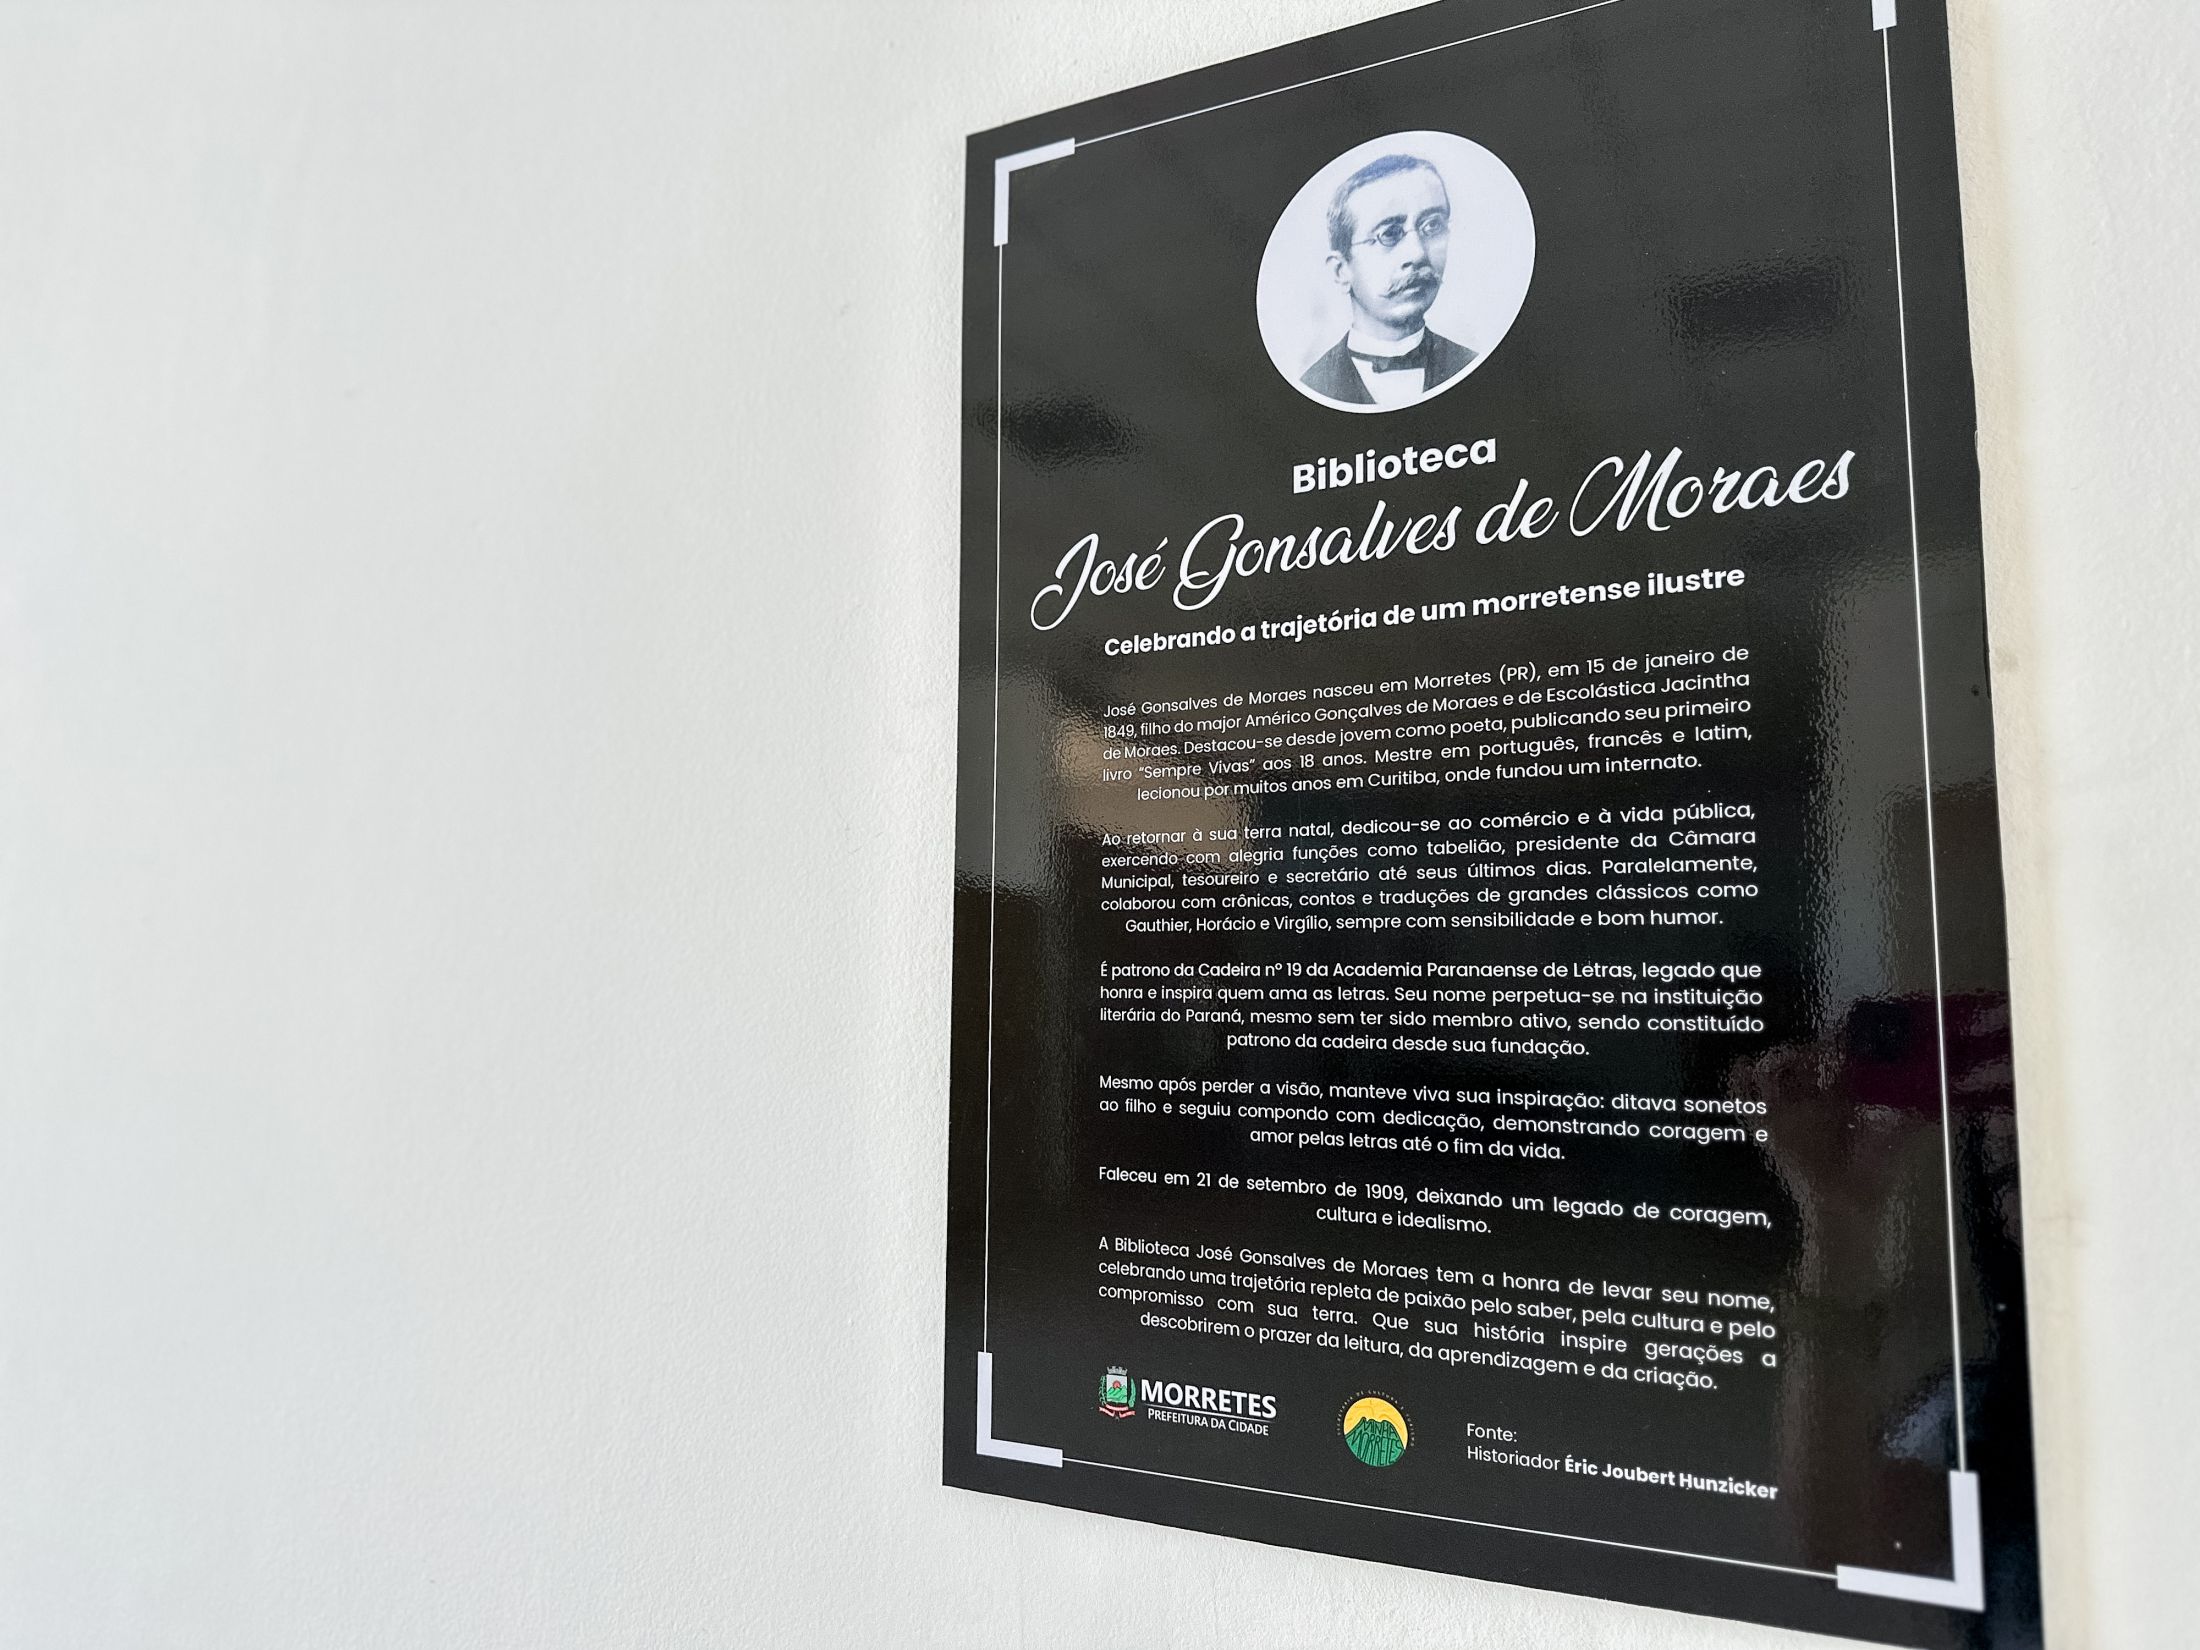 Biblioteca
José Gonsalves de Moraes
Celebrando a trajetória de um morretense ilustre
José Gonsalves de Moraes nasceu em Morretes (PR), em 15 de janeiro de
1849, filho do major Américo Gonçalves de Moraes e de Escolástica Jacintha
de Moraes. Destacou-se desde jovem como poeta, publicando seu primeiro
livro “Sempre Vivas” aos 18 anos. Mestre em português, francês e latim,
lecionou por muitos anos em Curitiba, onde fundou um internato.
Ao retornar à sua terra natal, dedicou-se ao comércio e à vida pública,
exercendo com alegria funções como tabelião, presidente da Câmara
Municipal, tesoureiro e secretário até seus últimos dias. Paralelamente,
colaborou com crônicas, contos e traduções de grandes clássicos como
Gauthier, Horácio e Virgílio, sempre com sensibilidade e bom humor.
É patrono da Cadeira nº 19 da Academia Paranaense de Letras, legado que
honra e inspira quem ama as letras. Seu nome perpetua-se na instituição
literária do Paraná, mesmo sem ter sido membro ativo, sendo constituído
patrono da cadeira desde sua fundação.
Mesmo após perder a visão, manteve viva sua inspiração: ditava sonetos
ao filho e seguiu compondo com dedicação, demonstrando coragem e
amor pelas letras até o fim da vida.
Faleceu em 21 de setembro de 1909, deixando um legado de coragem,
cultura e idealismo.
A Biblioteca José Gonsalves de Moraes tem a honra de levar seu nome,
celebrando uma trajetória repleta de paixão pelo saber, pela cultura e pelo
compromisso com sua terra. Que sua história inspire gerações a
descobrirem o prazer da leitura, da aprendizagem e da criação.
MORRETES
PREFEITURA DA CIDADE
MINHA
MORRETES
Fonte:
Historiador Éric Joubert Hunzicker